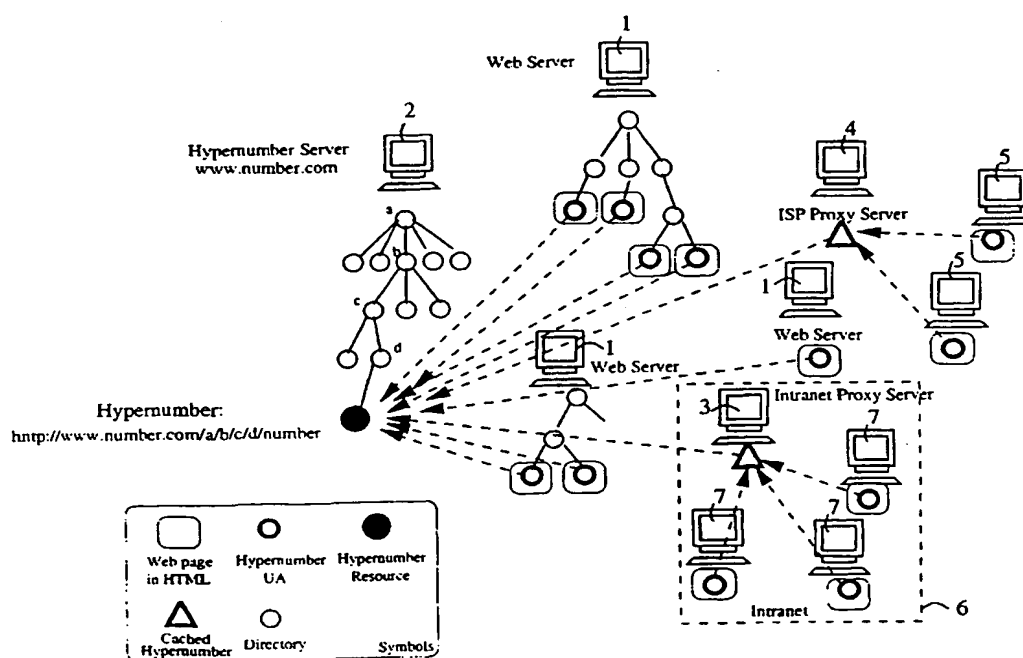 1
Web Server
2
Hypernumber Server
www.number.com
4
5
ISP Proxy Server
a
b
5
1
c
Web Server
d
1
Web Server
3
Intranet Proxy Server
Hypernumber:
hntp://www.number.com/a/b/c/d/number
7
7
7
Web page
in HTML
Hypernumber
UA
Hypernumber
Resource
Intranet
6
Cached
Hypernumber
Directory
Symbols